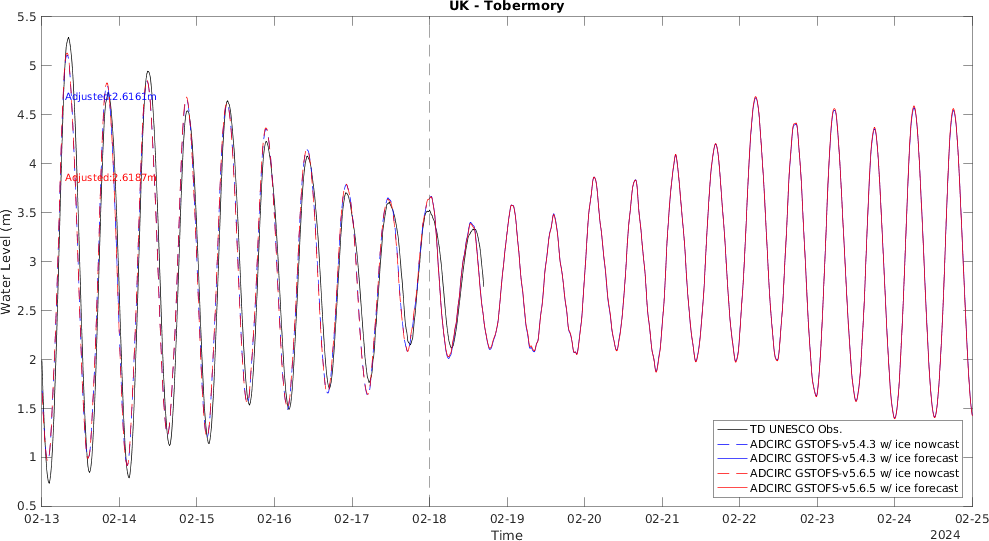 UK - Tobermory
5.5
5
4.5
4
3.5
3
2.5
2
1.5
1
0.5
Water Level (m)
Adjusted:2.6161m
Adjusted:2.6187m
TD UNESCO Obs.
ADCIRC GSTOFS-v5.4.3 w/ ice nowcast
ADCIRC GSTOFS-v5.4.3 w/ ice forecast
ADCIRC GSTOFS-v5.6.5 w/ ice nowcast
ADCIRC GSTOFS-v5.6.5 w/ ice forecast
02-13 02-14 02-15 02-16 02-17 02-18 02-19 02-20 02-21 02-22 02-23 02-24 02-25
Time
2024